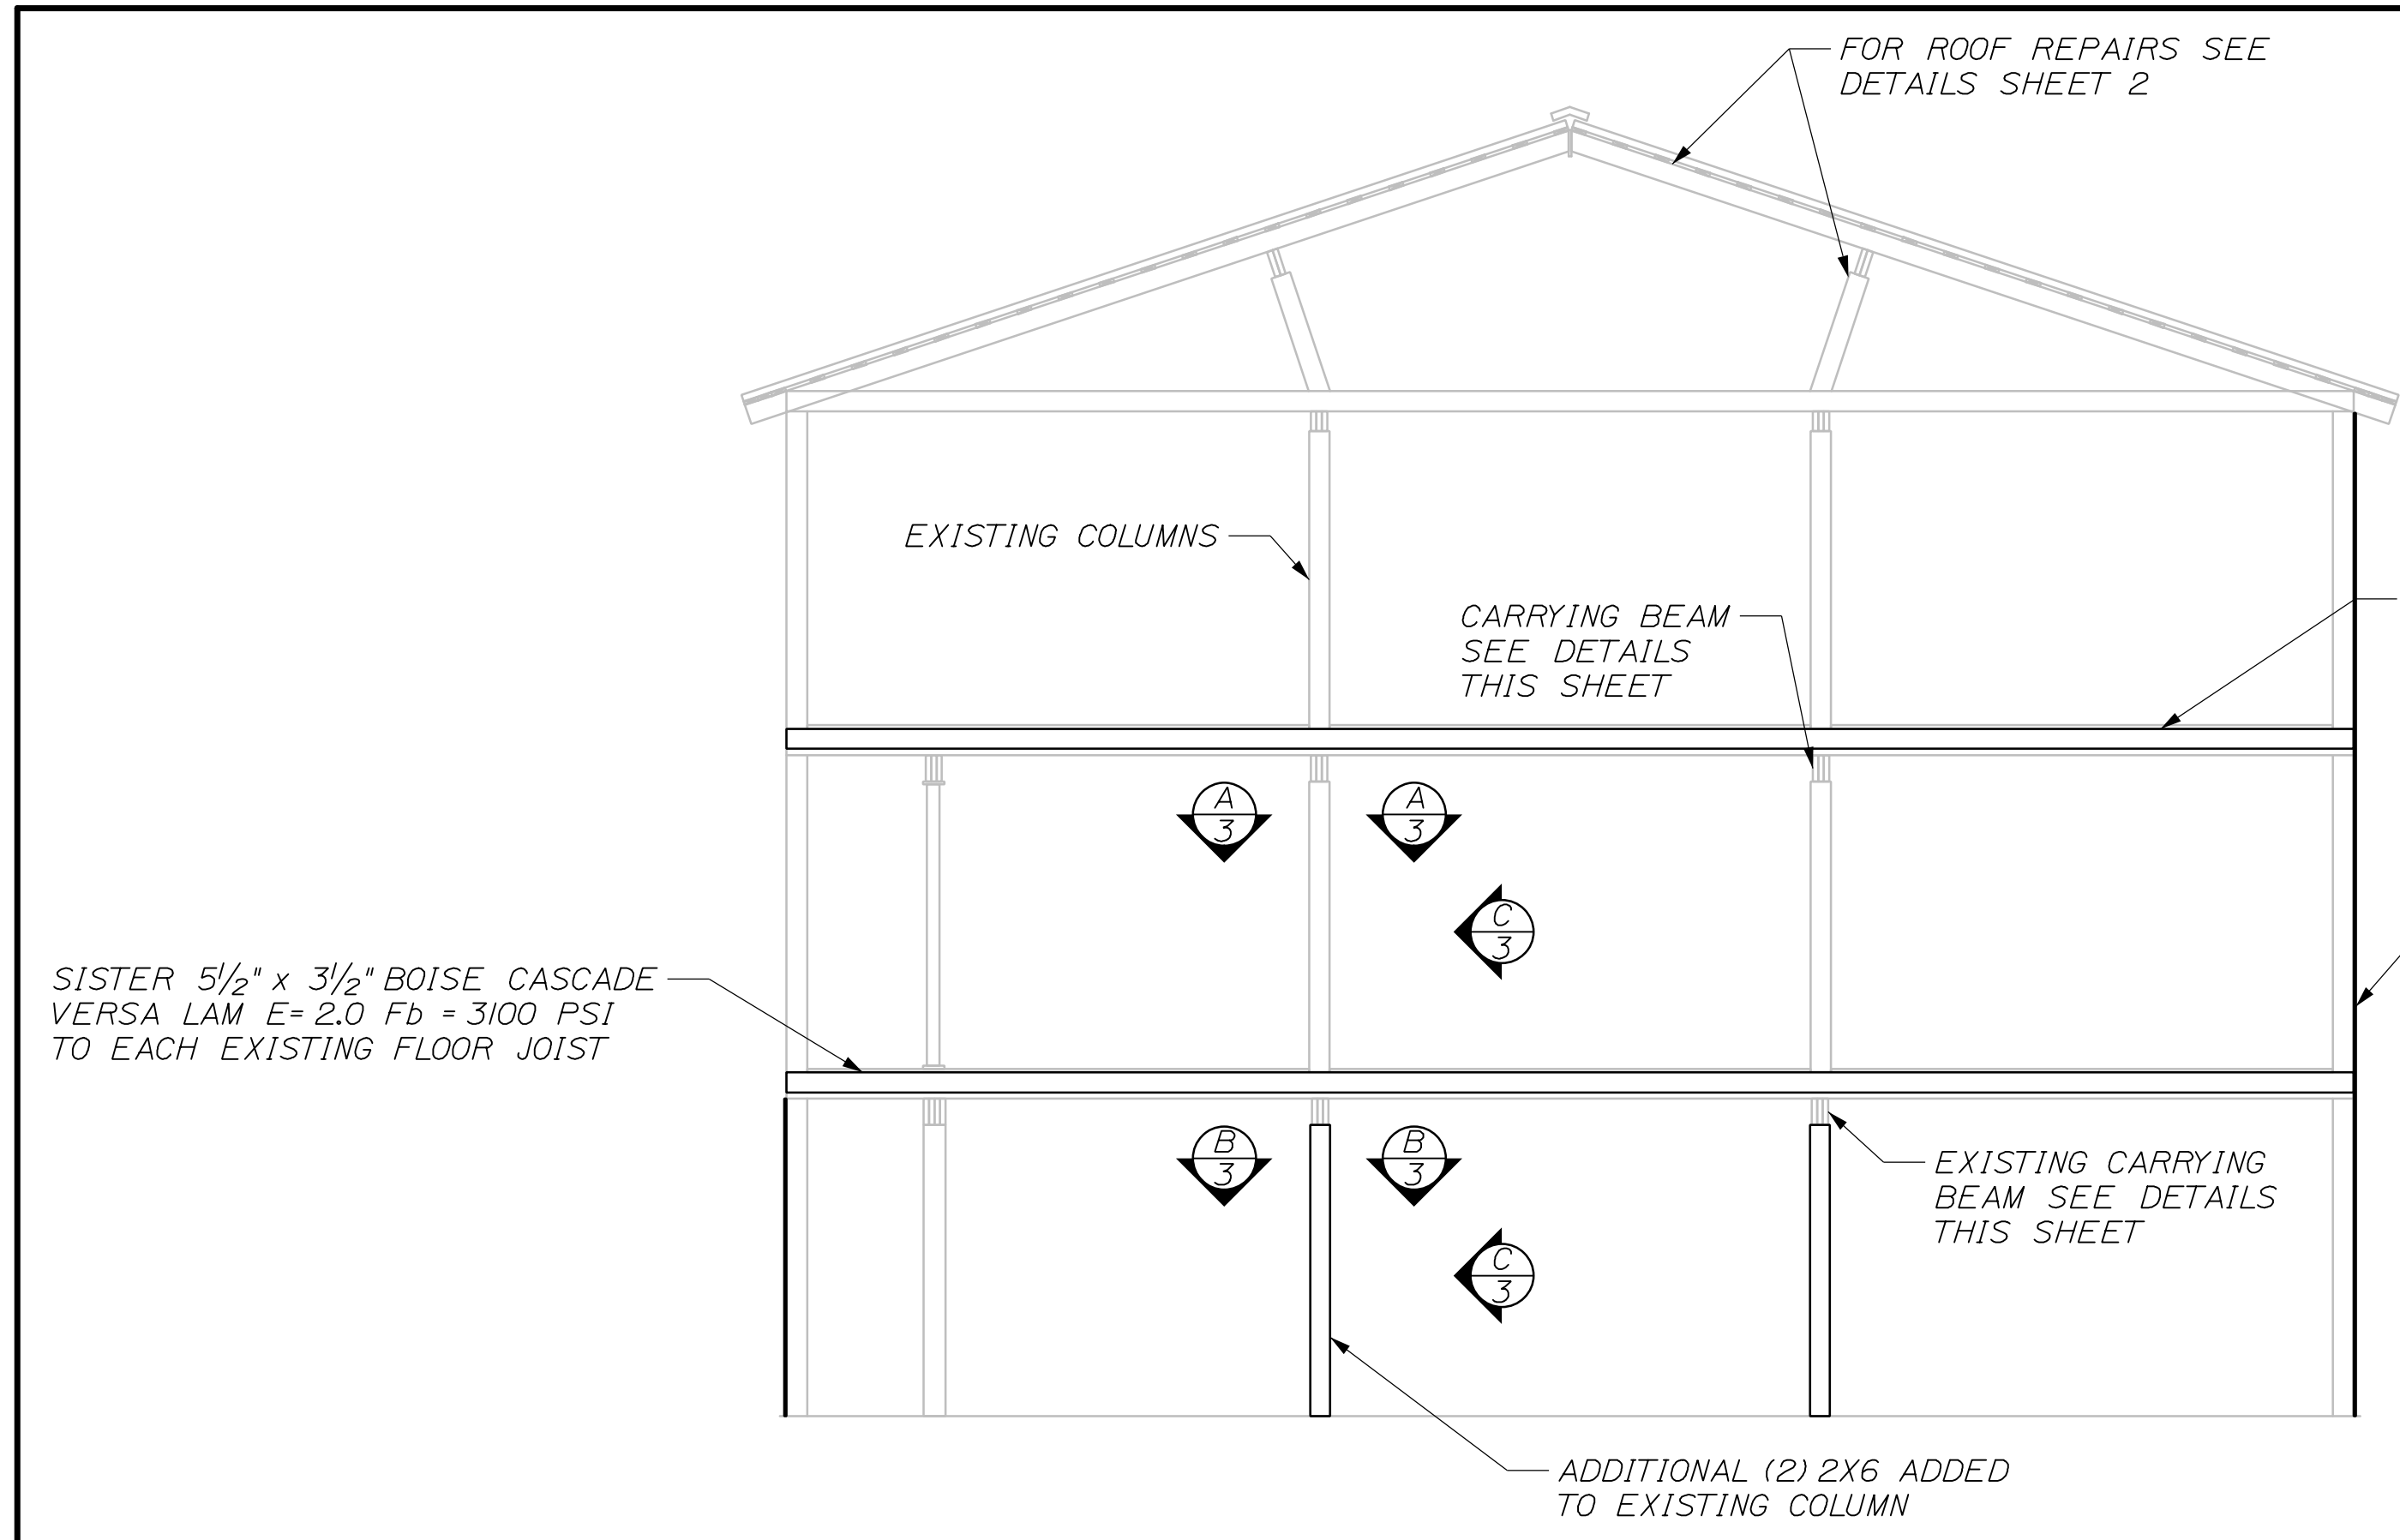 FOR ROOF REPAIRS SEE
DETAILS SHEET 2
EXISTING COLUMNS
CARRYING BEAM
SEE DETAILS
THIS SHEET
A
3
A
3
C
3
SISTER 5½" x 3½" BOISE CASCADE
VERSA LAM E= 2.0 Fb = 3100 PSI
TO EACH EXISTING FLOOR JOIST
B
3
B
3
EXISTING CARRYING
BEAM SEE DETAILS
THIS SHEET
C
3
ADDITIONAL (2) 2X6 ADDED
TO EXISTING COLUMN